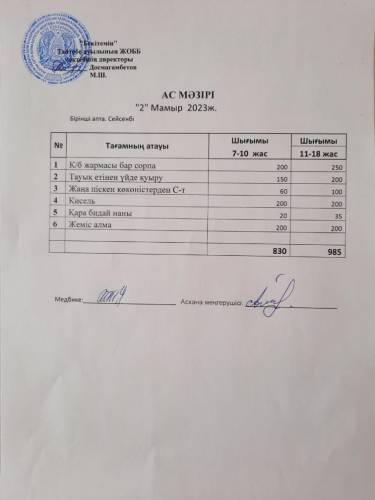 "Бекітемін"
ауылының ЖОББ
мектебінің директоры
Досмагамбетов
М.Ш.
АС МӘЗІРІ
"2" Мамыр 2023ж.
Бірінші апта. Сейсенбі
№ Тағамның атауы Шығымы 7-10 жас Шығымы 11-18 жас
1 К/б жармасы бар сорпа 200 250
2 Тауық етінен үйде қуыру 150 200
3 Жаңа піскен көкөністерден С-т 60 100
4 Кисель 200 200
5 Қара бидай наны 20 35
6 Жеміс алма 200 200
830 985
Медбике: Асхана меңгерушісі: